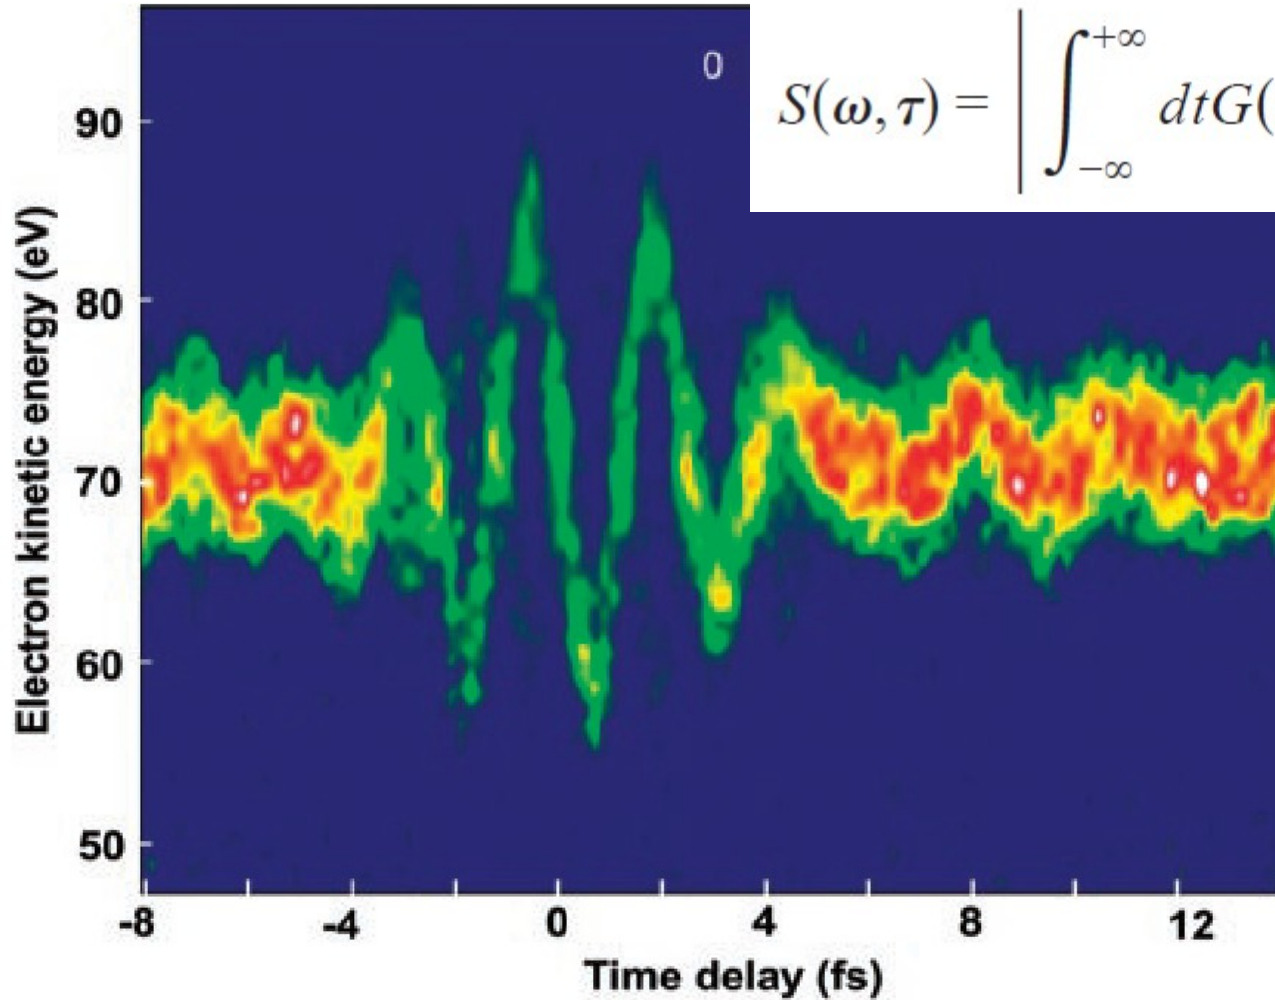 0
S(ω, τ) = | ∫_{-∞}^{+∞} dtG(
90
80
70
60
50
Electron kinetic energy (eV)
-8 -4 0 4 8 12
Time delay (fs)